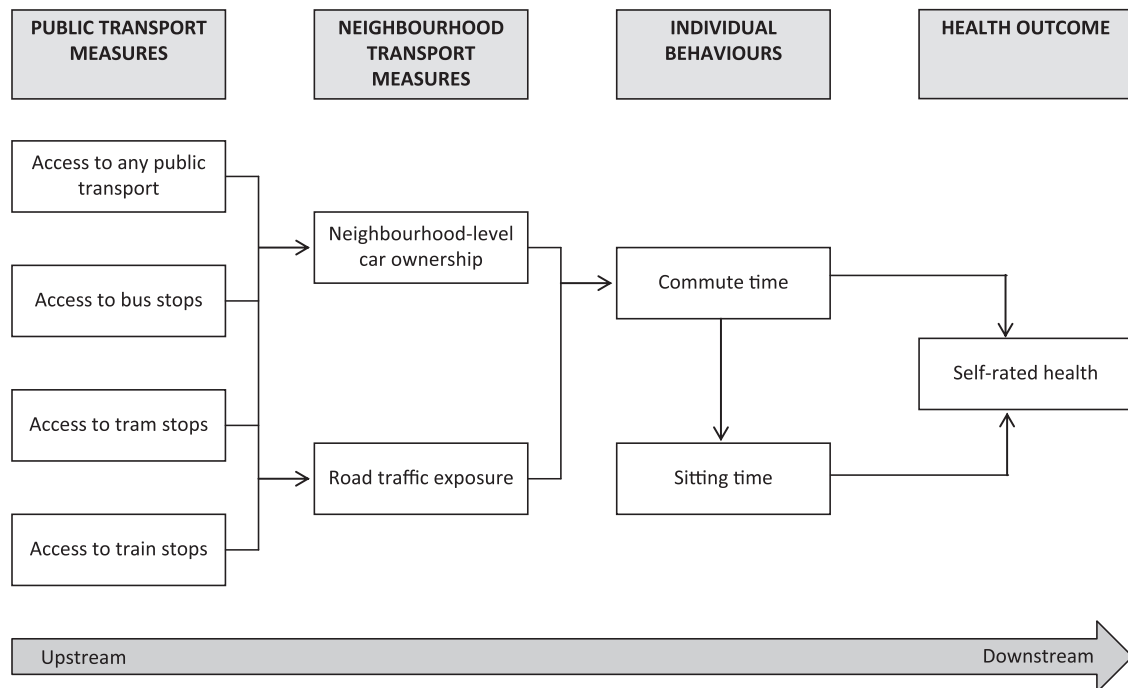 PUBLIC TRANSPORT
MEASURES
NEIGHBOURHOOD
TRANSPORT
MEASURES
INDIVIDUAL
BEHAVIOURS
HEALTH OUTCOME
Access to any public
transport
Access to bus stops
Access to tram stops
Access to train stops
Neighbourhood-level
car ownership
Road traffic exposure
Commute time
Sitting time
Self-rated health
Upstream
Downstream